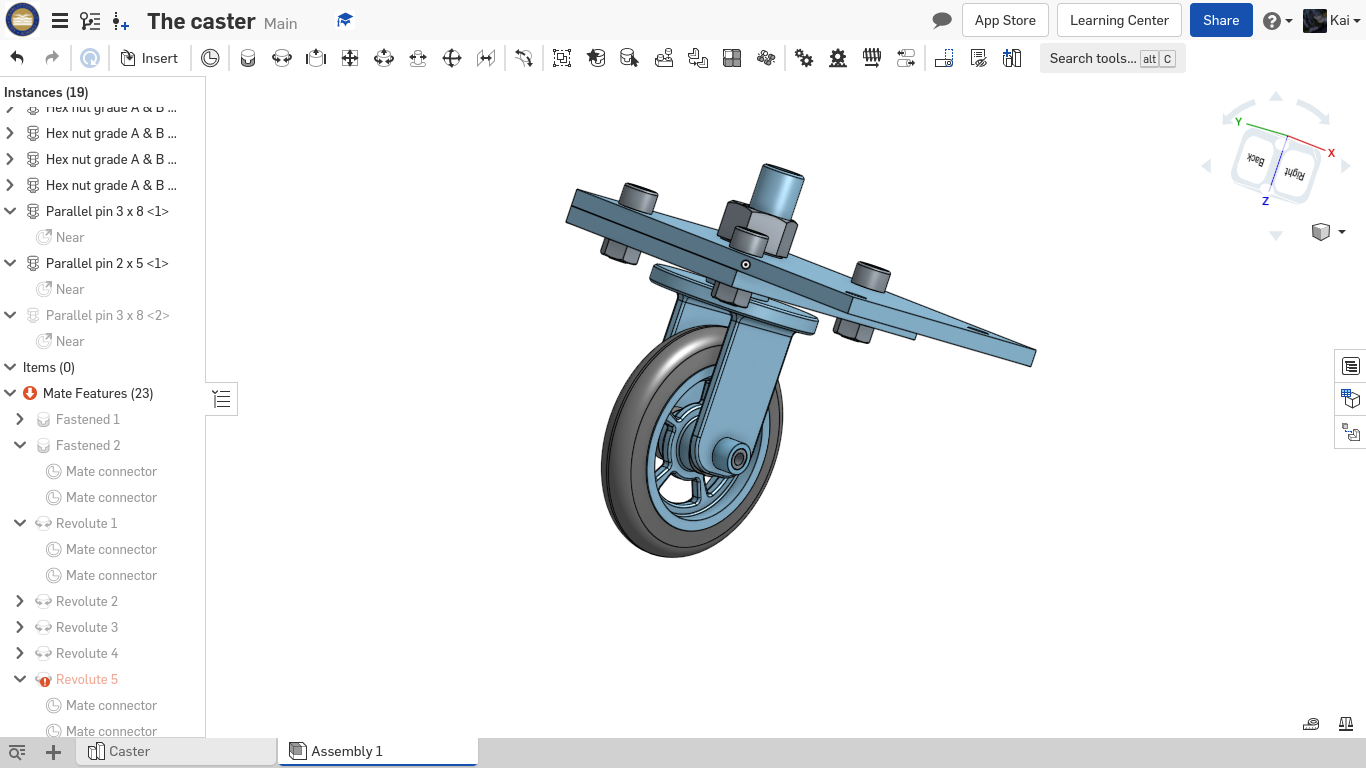 The caster Main
App Store
Learning Center
Share
Kai
Insert
Search tools... alt C
Instances (19)
Hex nut grade A & B ...
Hex nut grade A & B ...
Hex nut grade A & B ...
Hex nut grade A & B ...
Parallel pin 3 x 8 <1>
Near
Parallel pin 2 x 5 <1>
Near
Parallel pin 3 x 8 <2>
Near
Items (0)
Mate Features (23)
Fastened 1
Fastened 2
Mate connector
Mate connector
Revolute 1
Mate connector
Mate connector
Revolute 2
Revolute 3
Revolute 4
Revolute 5
Mate connector
Mate connector
Y
X
Back
Right
Z
Caster
Assembly 1